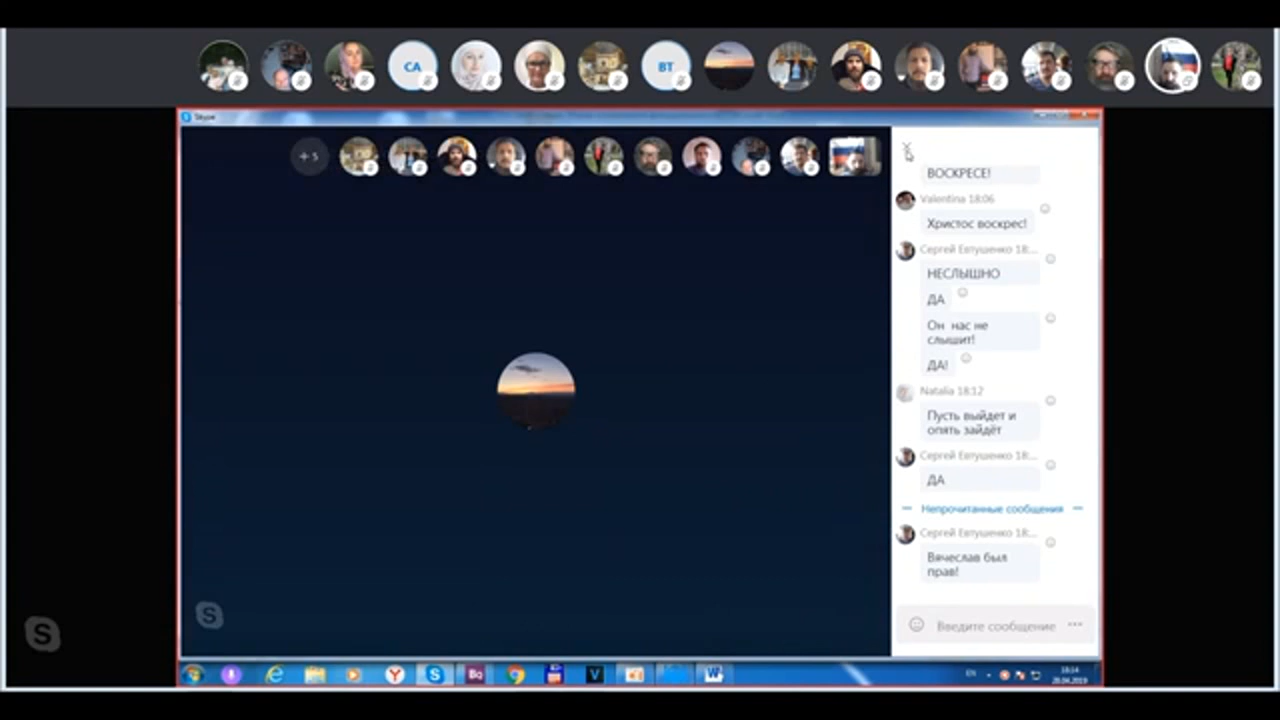 CA
BT
Skype
+5
ВОСКРЕСЕ!
Valentina 18:06
Христос воскрес!
Сергей Евтушенко 18:...
НЕСЛЫШНО
ДА
Он нас не
слышит!
ДА!
Natalia 18:12
Пусть выйдет и
опять зайдёт
Сергей Евтушенко 18:...
ДА
Непрочитанные сообщения
Сергей Евтушенко 18:...
Вячеслав был
прав!
Введите сообщение
Bq
EN
18:14
28.04.2019